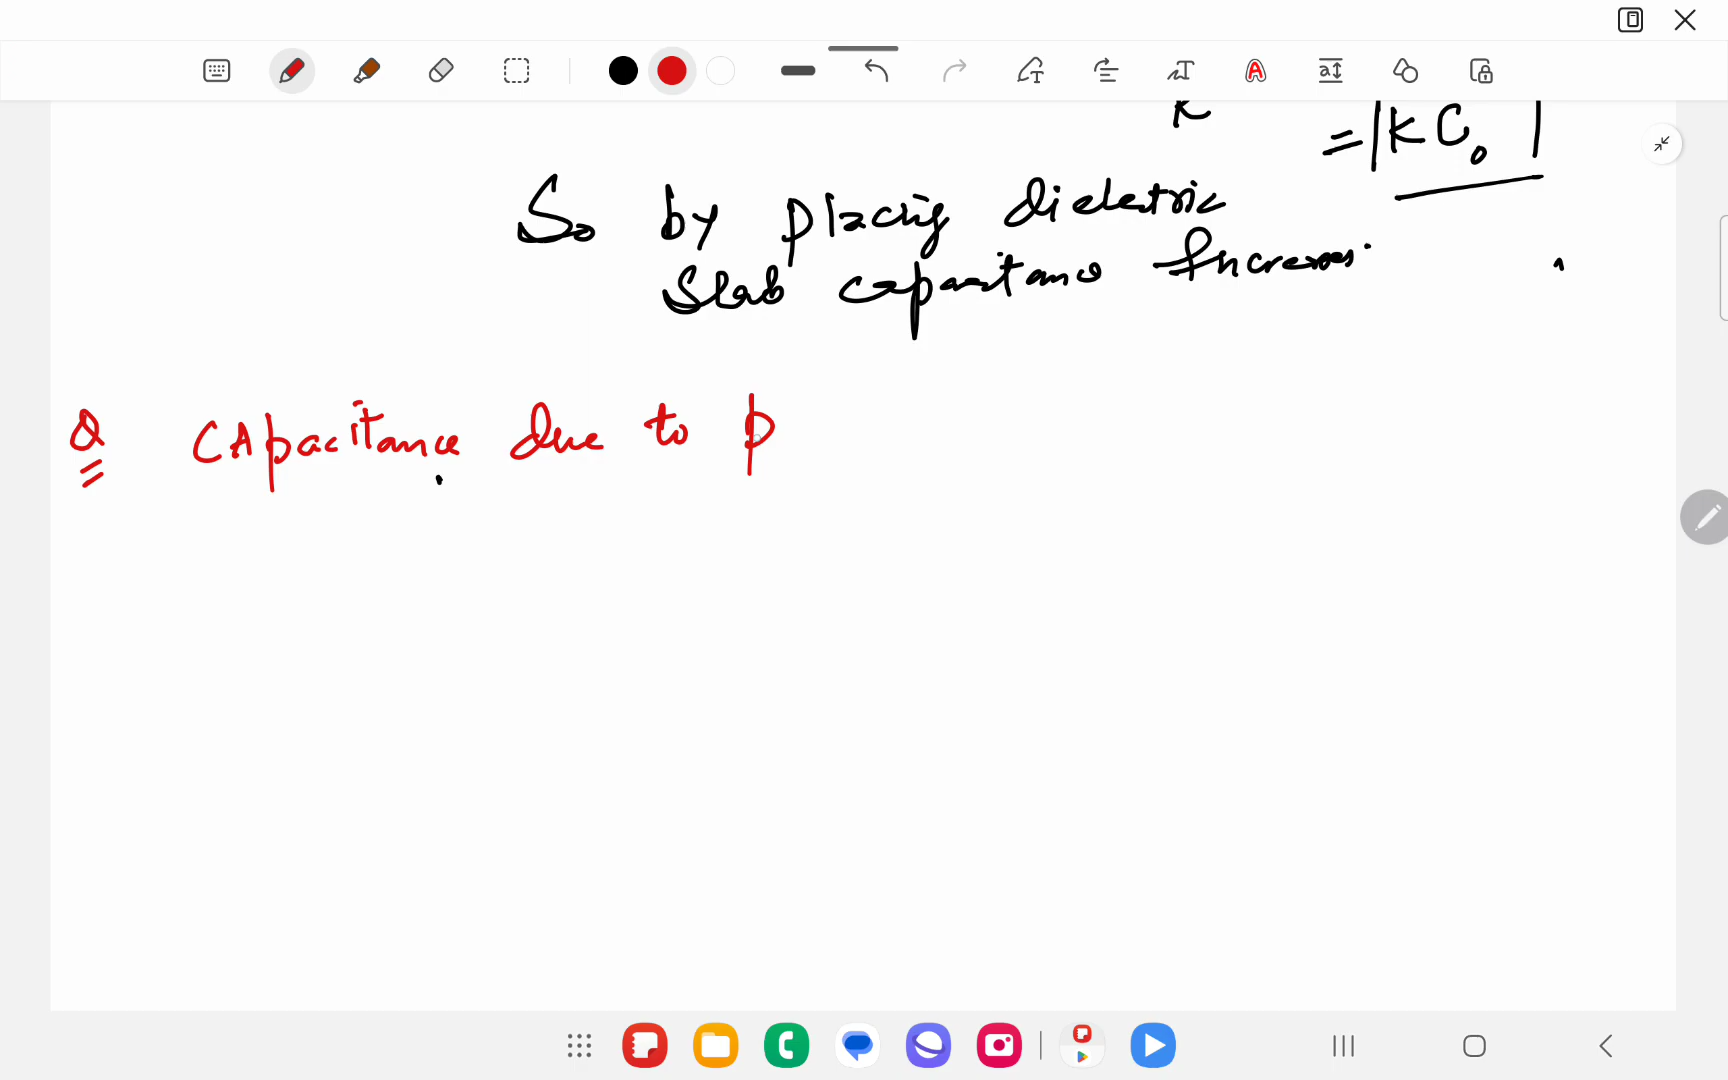 K
= KC₀
So by placing dielectric
Slab capacitance Increases.
Q Capacitance due to p